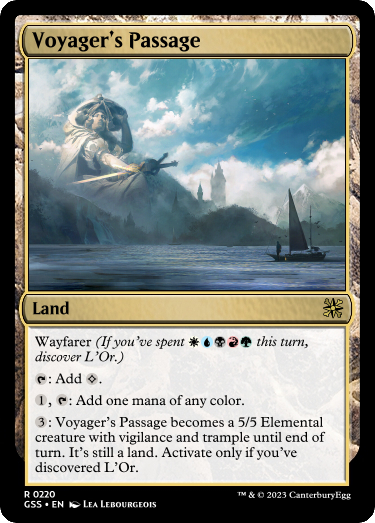 Voyager's Passage
Land
Wayfarer (If you've spent this turn,
discover L'Or.)
: Add .
1, : Add one mana of any color.
3: Voyager's Passage becomes a 5/5 Elemental
creature with vigilance and trample until end of
turn. It's still a land. Activate only if you've
discovered L'Or.
R 0220
GSS • EN Lea Lebourgeois
™ & © 2023 CanterburyEgg